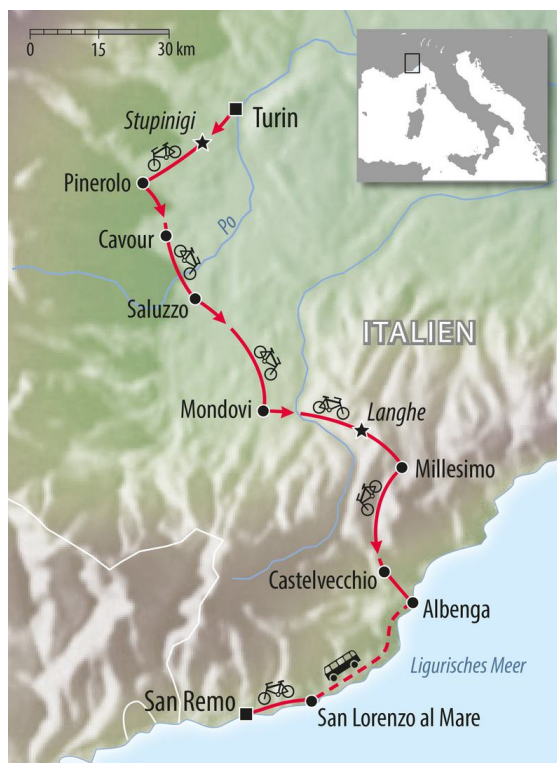 0 15 30 km
Stupinigi
Turin
Pinerolo
Cavour
Po
Saluzzo
ITALIEN
Mondovi
Langhe
Millesimo
Castelvecchio
Albenga
Ligurisches Meer
San Remo
San Lorenzo al Mare